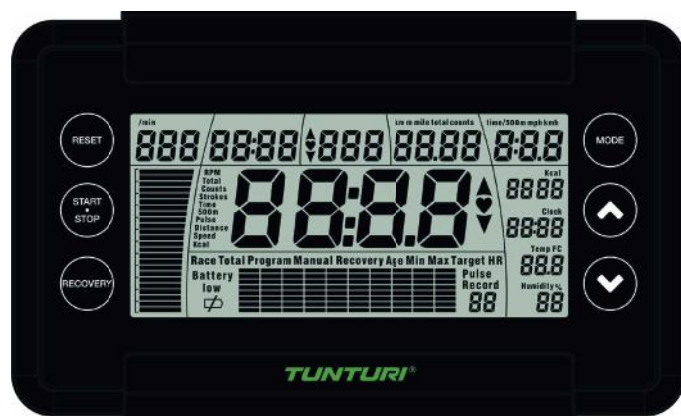 /min
km m mile total counts
time/500m mph kmh
888
88:88
888
88.88
8:8.8
RESET
MODE
START
STOP
RPM
Total
Counts
Strokes
Time
500m
Pulse
Distance
Speed
Kcal
88:8.8
Kcal
8888
Clock
88:88
Temp FC
88.8
Humidity%
88
Race Total Program Manual Recovery Age Min Max Target HR
Battery
low
Pulse
Record
88
RECOVERY
TUNTURI®